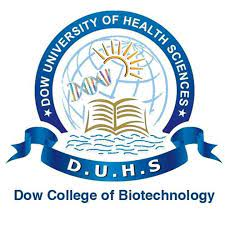 DOW UNIVERSITY OF HEALTH SCIENCES
D.U.H.S
Dow College of Biotechnology